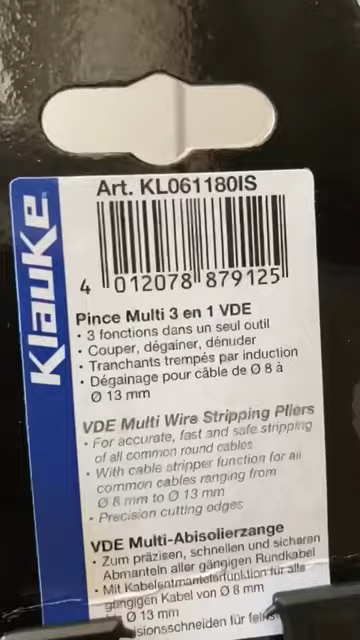 Klauke
Art. KL061180IS
4 012078 879125
Pince Multi 3 en 1 VDE
• 3 fonctions dans un seul outil
• Couper, dégainer, dénuder
• Tranchants trempés par induction
• Dégainage pour câble de Ø 8 à
Ø 13 mm
VDE Multi Wire Stripping Pliers
• For accurate, fast and safe stripping
of all common round cables
• With cable stripper function for all
common cables ranging from
Ø 8 mm to Ø 13 mm
• Precision cutting edges
VDE Multi-Abisolierzange
• Zum präzisen, schnellen und sicheren
Abmanteln aller gängigen Rundkabel
• Mit Kabelentmantelerfunktion für alle
gängigen Kabel von Ø 8 mm
Ø 13 mm
für